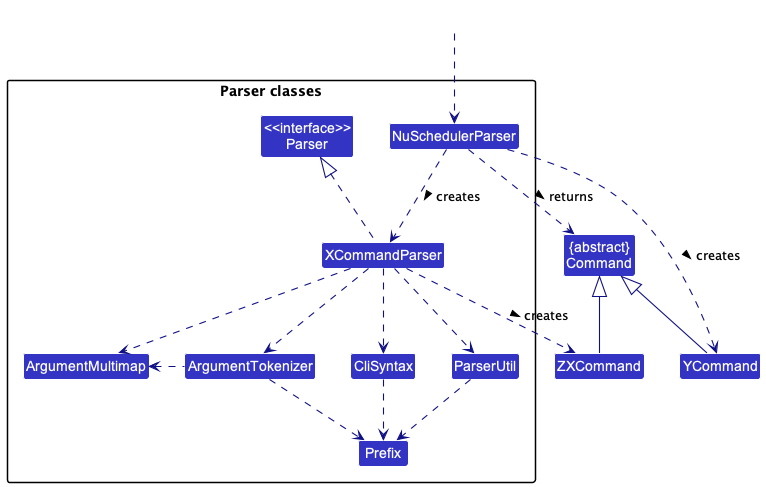 Parser classes
<<interface>>
Parser
NuSchedulerParser
creates
returns
XCommandParser
{abstract}
Command
creates
creates
ArgumentMultimap
ArgumentTokenizer
CliSyntax
ParserUtil
ZXCommand
YCommand
Prefix